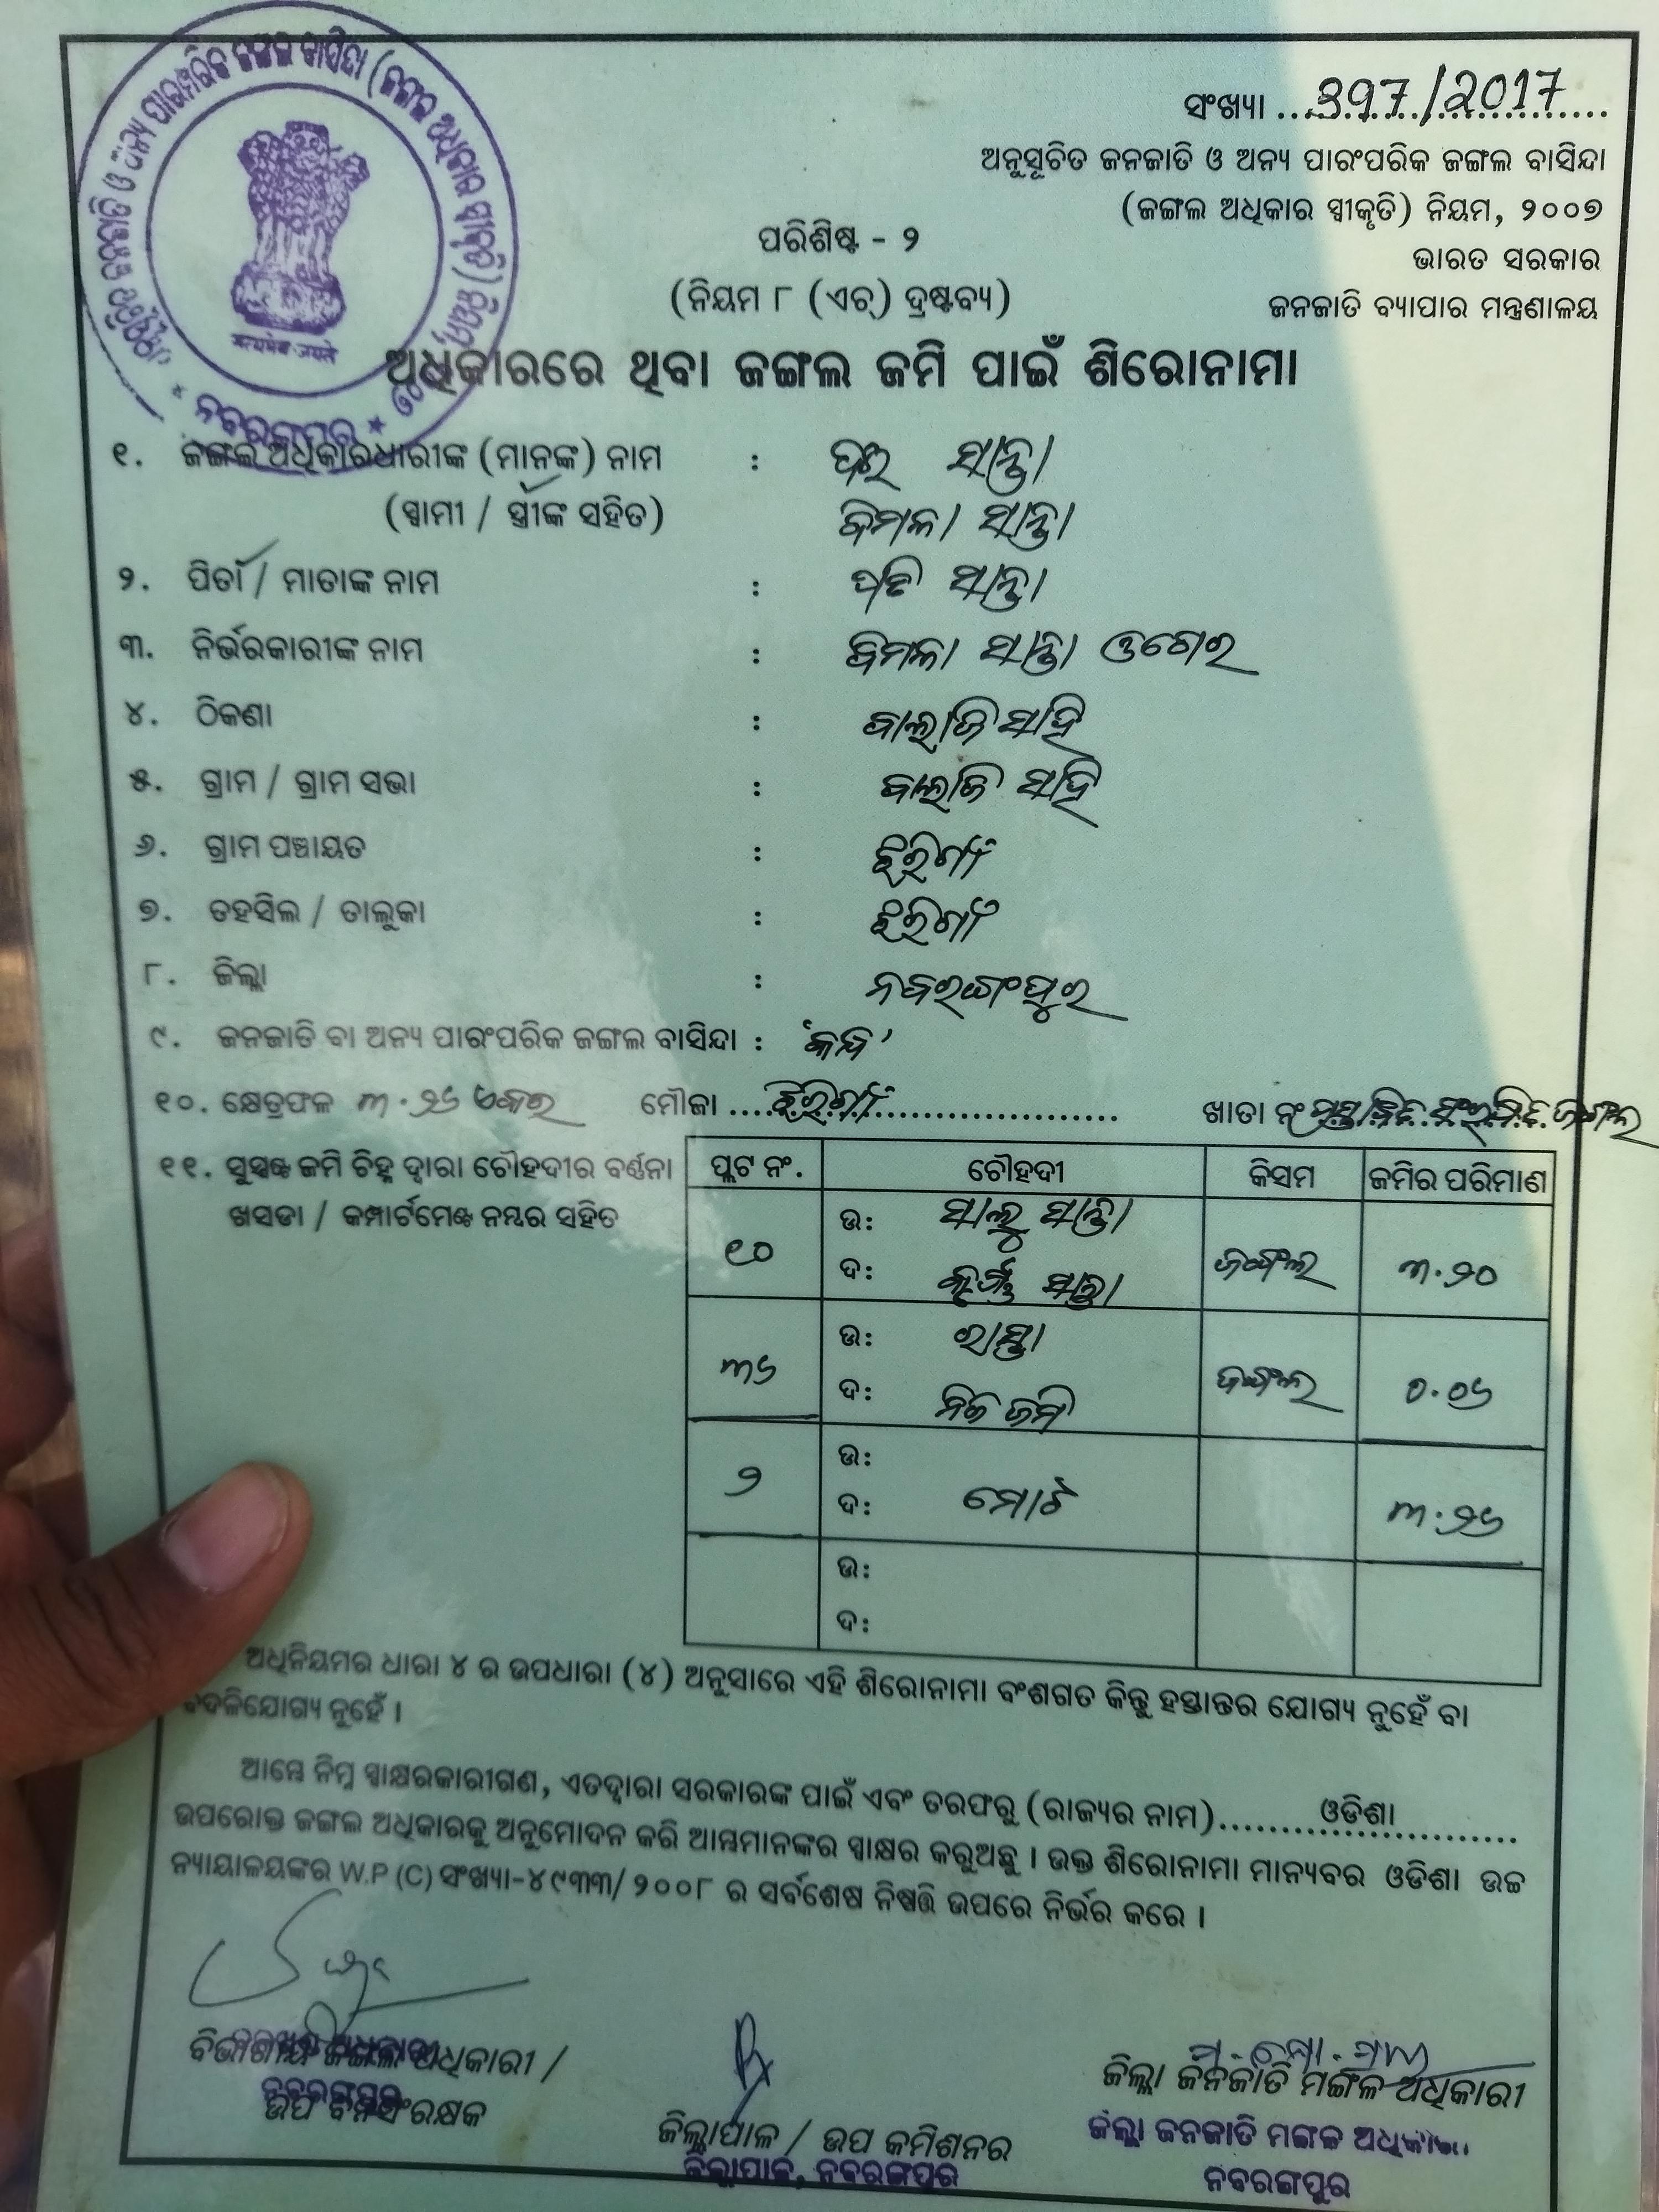 ସଂଖ୍ୟା ...397/2017
ଅନୁସୂଚିତ ଜନଜାତି ଓ ଅନ୍ୟ ପାରଂପରିକ ଜଙ୍ଗଲ ବାସିନ୍ଦା
(ଜଙ୍ଗଲ ଅଧିକାର ସ୍ୱୀକୃତି) ନିୟମ, ୨୦୦୭
ଭାରତ ସରକାର
ଜନଜାତି ବ୍ୟାପାର ମନ୍ତ୍ରଣାଳୟ
ପରିଶିଷ୍ଟ - ୨
(ନିୟମ ୮ (ଏଚ୍) ଦ୍ରଷ୍ଟବ୍ୟ)
सत्यमेव जयते
ନବରଙ୍ଗପୁର
ଅଧିକାରରେ ଥିବା ଜଙ୍ଗଲ ଜମି ପାଇଁ ଶିରୋନାମା
୧. ଜଙ୍ଗଲ ଅଧିକାରଧାରୀଙ୍କ (ମାନଙ୍କ) ନାମ : ସାନ୍ତା
(ସ୍ୱାମୀ / ସ୍ତ୍ରୀଙ୍କ ସହିତ) ବିମଳା ସାନ୍ତା
୨. ପିତା / ମାତାଙ୍କ ନାମ : ସାନ୍ତା
୩. ନିର୍ଭରକାରୀଙ୍କ ନାମ : ବିମଳା ସାନ୍ତା ଓଗେର
୪. ଠିକଣା : ବାଲାଜି ସାହି
୫. ଗ୍ରାମ / ଗ୍ରାମ ସଭା : ବାଲାଜି ସାହି
୬. ଗ୍ରାମ ପଞ୍ଚାୟତ : ଝରିଗାଁ
୭. ତହସିଲ / ତାଲୁକା : ଝରିଗାଁ
୮. ଜିଲ୍ଲା : ନବରଙ୍ଗପୁର
୯. ଜନଜାତି ବା ଅନ୍ୟ ପାରଂପରିକ ଜଙ୍ଗଲ ବାସିନ୍ଦା : 'କନ୍ଧ'
୧୦. କ୍ଷେତ୍ରଫଳ ୩.୨୬ ଏକର ମୌଜା ....ଝରିଗାଁ.... ଖାତା ନଂ ଜଙ୍ଗଲ
୧୧. ସୁସ୍ପଷ୍ଟ ଜମି ଚିହ୍ନ ଦ୍ୱାରା ଚୌହଦୀର ବର୍ଣ୍ଣନା
ଖସଡା / କମ୍ପାର୍ଟମେଣ୍ଟ ନମ୍ବର ସହିତ
ପ୍ଲଟ ନଂ. ଚୌହଦୀ କିସମ ଜମିର ପରିମାଣ
୧୦ ଉ: ସାଲୁ ସାନ୍ତା ଜଙ୍ଗଲ ୩.୨୦
ଦ: ସାନ୍ତା
୩୬ ଉ: ରାସ୍ତା ଜଙ୍ଗଲ ୦.୦୬
ଦ: ନିଜ ଜମି
୨ ଉ: ମୋଟ ୩.୨୬
ଦ:
ଉ:
ଦ:
ଅଧିନିୟମର ଧାରା ୪ ର ଉପଧାରା (୪) ଅନୁସାରେ ଏହି ଶିରୋନାମା ବଂଶଗତ କିନ୍ତୁ ହସ୍ତାନ୍ତର ଯୋଗ୍ୟ ନୁହେଁ ବା
ବଦଳିଯୋଗ୍ୟ ନୁହେଁ ।
ଆମ୍ଭେ ନିମ୍ନ ସ୍ୱାକ୍ଷରକାରୀଗଣ, ଏତଦ୍ୱାରା ସରକାରଙ୍କ ପାଇଁ ଏବଂ ତରଫରୁ (ରାଜ୍ୟର ନାମ)........ଓଡିଶା........
ଉପରୋକ୍ତ ଜଙ୍ଗଲ ଅଧିକାରକୁ ଅନୁମୋଦନ କରି ଆମ୍ଭମାନଙ୍କର ସ୍ୱାକ୍ଷର କରୁଅଛୁ । ଉକ୍ତ ଶିରୋନାମା ମାନ୍ୟବର ଓଡିଶା ଉଚ୍ଚ
ନ୍ୟାୟାଳୟଙ୍କର W.P (C) ସଂଖ୍ୟା-୪୯୩୩/୨୦୦୮ ର ସର୍ବଶେଷ ନିଷ୍ପତ୍ତି ଉପରେ ନିର୍ଭର କରେ ।
ବିଭାଗୀୟ ଜଙ୍ଗଲ ଅଧିକାରୀ /
ଉପ ବନସଂରକ୍ଷକ
ନବରଙ୍ଗପୁର
ଜିଲ୍ଲାପାଳ / ଉପ କମିଶନର
ଜିଲ୍ଲାପାଳ, ନବରଙ୍ଗପୁର
ଜିଲ୍ଲା ଜନଜାତି ମଙ୍ଗଳ ଅଧିକାରୀ
ଜିଲ୍ଲା ଜନଜାତି ମଙ୍ଗଳ ଅଧିକାରୀ
ନବରଙ୍ଗପୁର